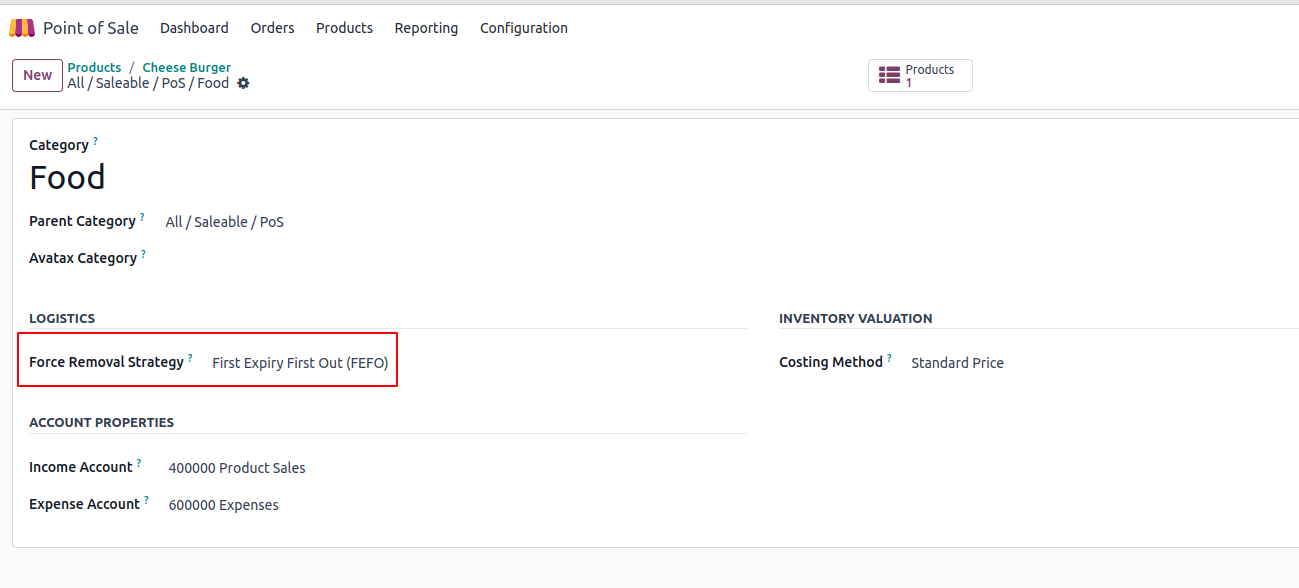 Point of Sale Dashboard Orders Products Reporting Configuration
New
Products / Cheese Burger
All / Saleable / PoS / Food
Products
1
Category ?
Food
Parent Category ? All / Saleable / PoS
Avatax Category ?
LOGISTICS
Force Removal Strategy ? First Expiry First Out (FEFO)
INVENTORY VALUATION
Costing Method ? Standard Price
ACCOUNT PROPERTIES
Income Account ? 400000 Product Sales
Expense Account ? 600000 Expenses